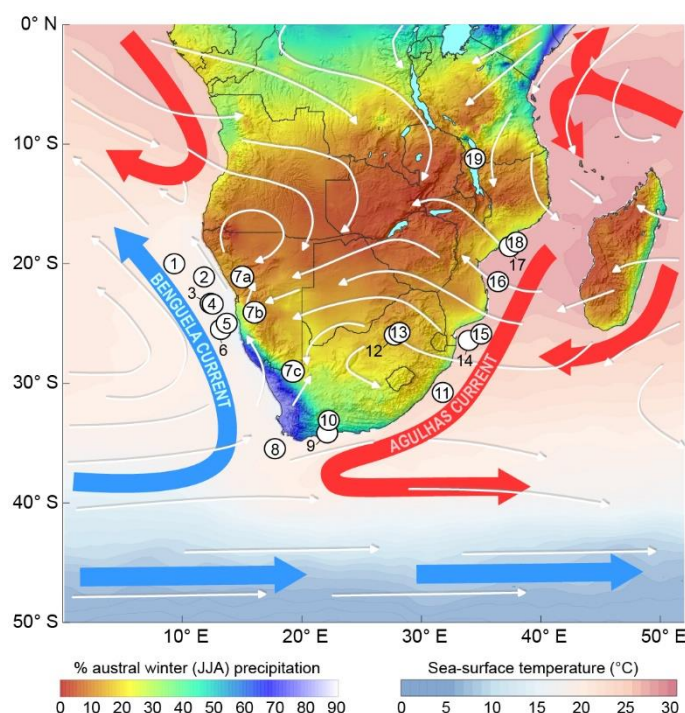 0° N
10° S
20° S
30° S
40° S
50° S
10° E
20° E
30° E
40° E
50° E
BENGUELA CURRENT
AGULHAS CURRENT
1
2
3
4
5
6
7a
7b
7c
8
9
10
11
12
13
14
15
16
17
18
19
% austral winter (JJA) precipitation
0 10 20 30 40 50 60 70 80 90
Sea-surface temperature (°C)
0 10 20 30